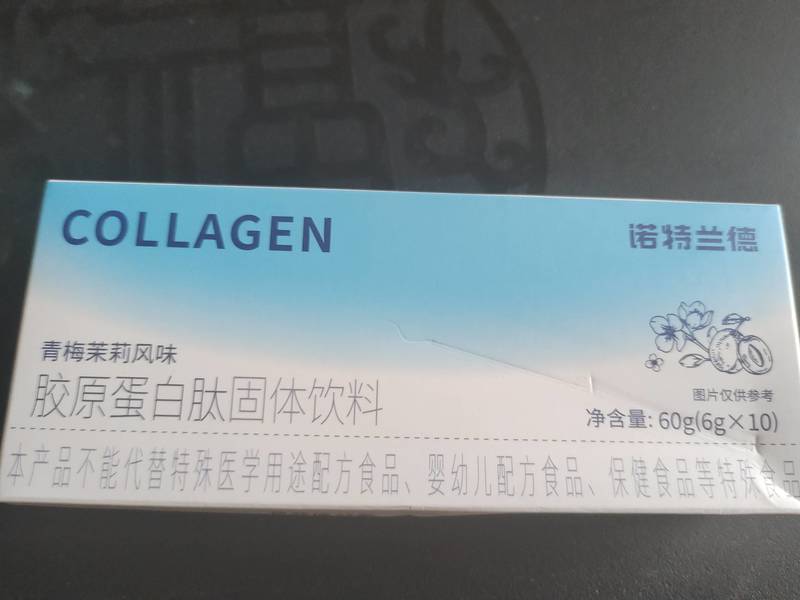 COLLAGEN
诺特兰德
青梅茉莉风味
胶原蛋白肽固体饮料
图片仅供参考
净含量: 60g(6g×10)
本产品不能代替特殊医学用途配方食品、婴幼儿配方食品、保健食品等特殊食品